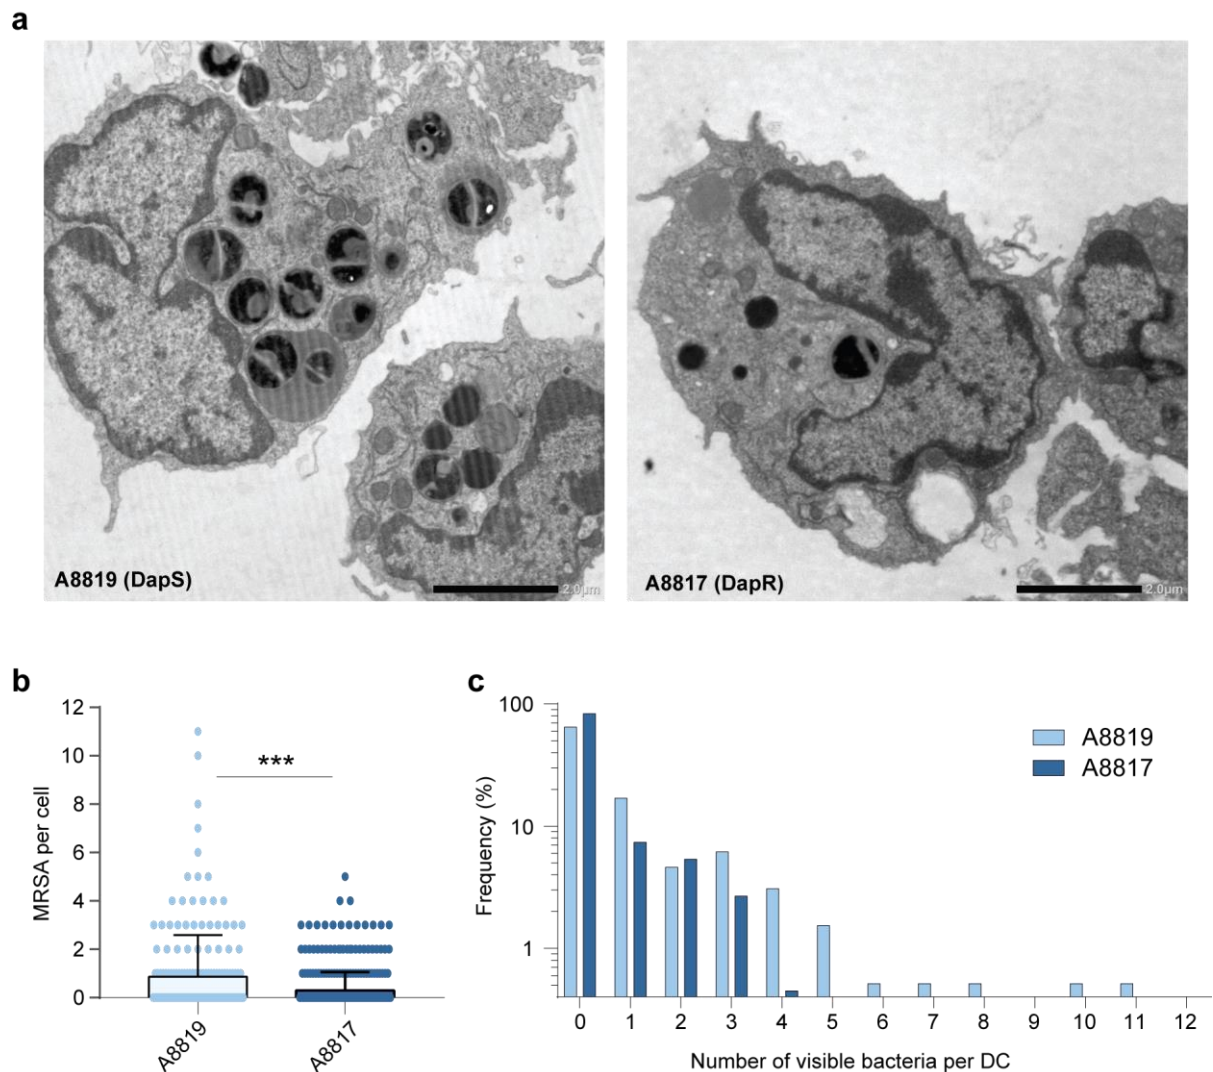 a
A8819 (DapS)
2.0μm
A8817 (DapR)
2.0μm
b
MRSA per cell
12
10
8
6
4
2
0
***
A8819
A8817
c
Frequency (%)
100
10
1
A8819
A8817
0 1 2 3 4 5 6 7 8 9 10 11 12
Number of visible bacteria per DC